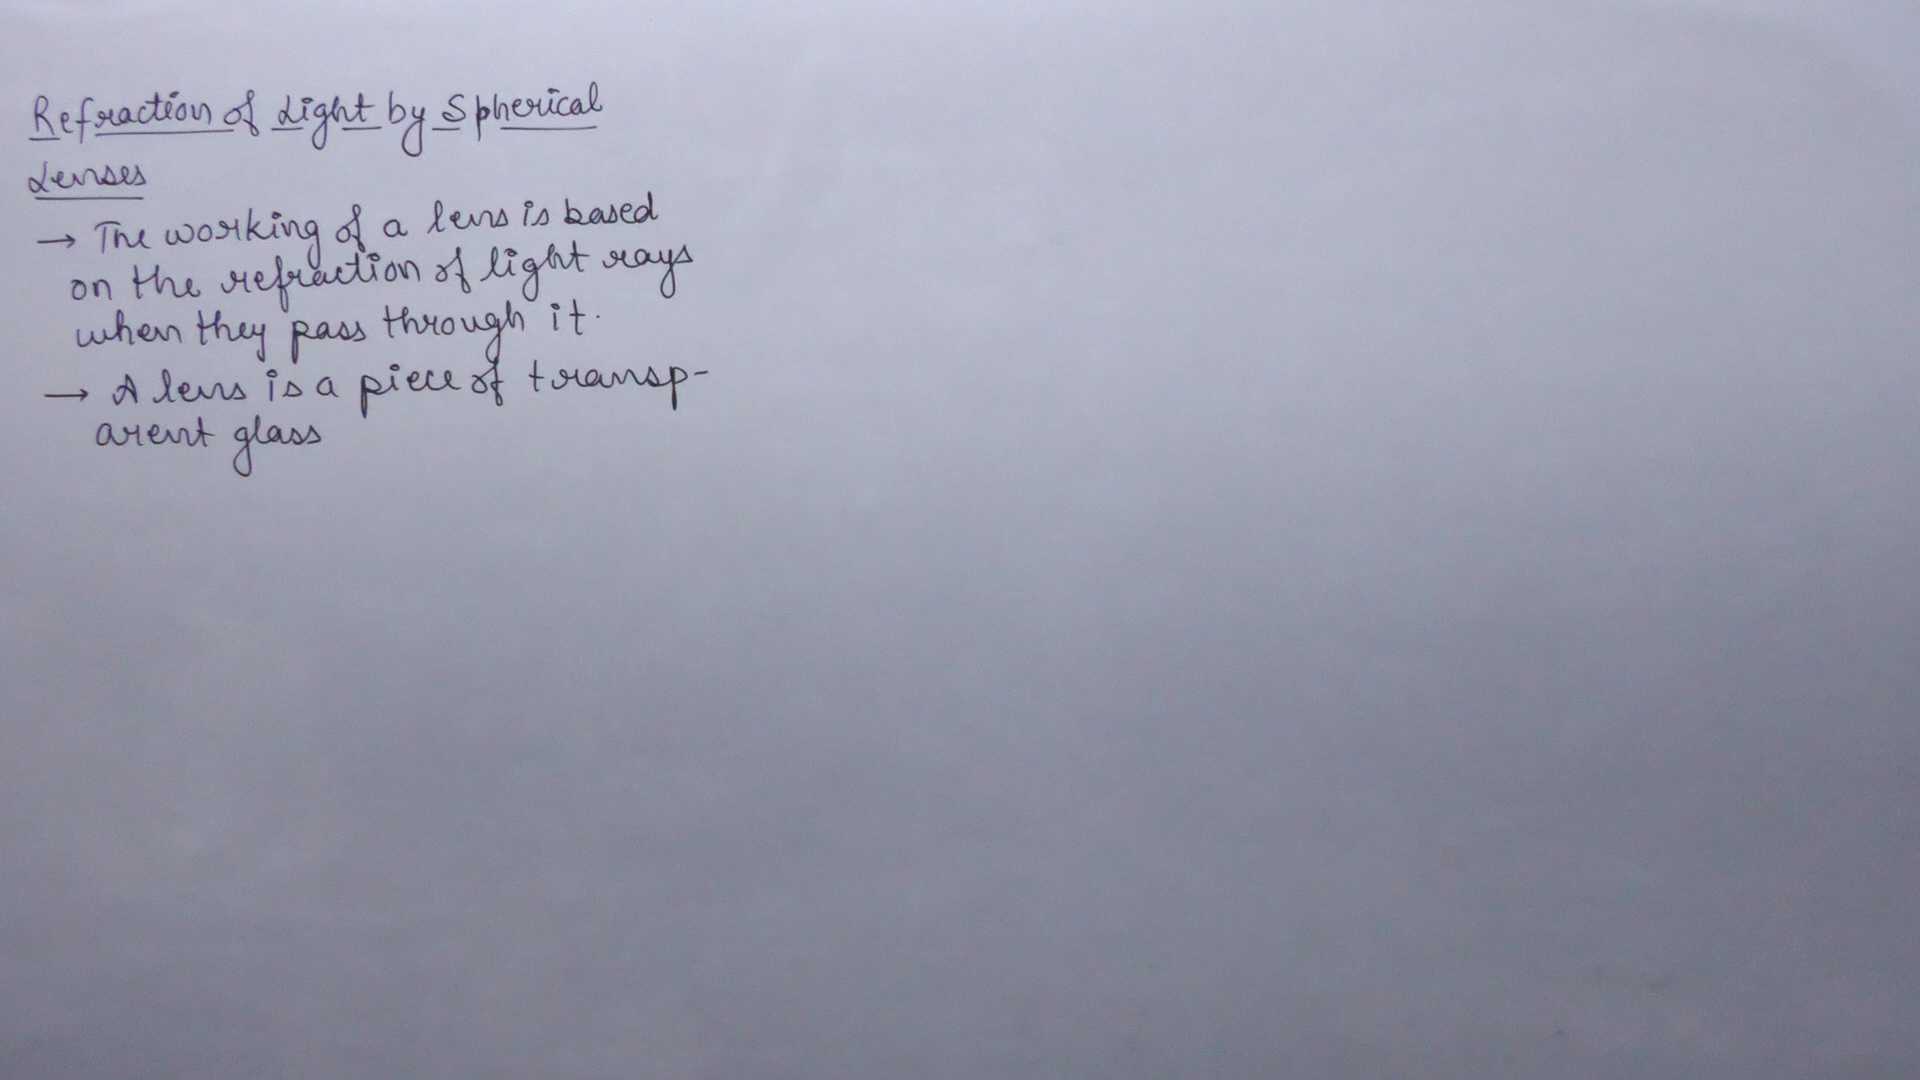 Refraction of Light by Spherical
Lenses
→ The working of a lens is based
on the refraction of light rays
when they pass through it.
→ A lens is a piece of transp-
arent glass